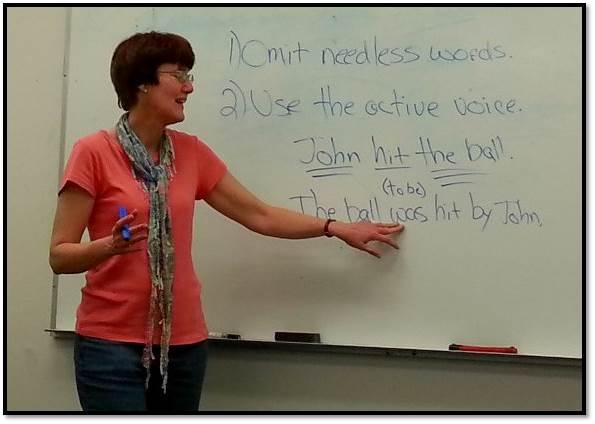 1) Omit needless words.
2) Use the active voice.
John hit the ball.
(to be)
The ball was hit by John.